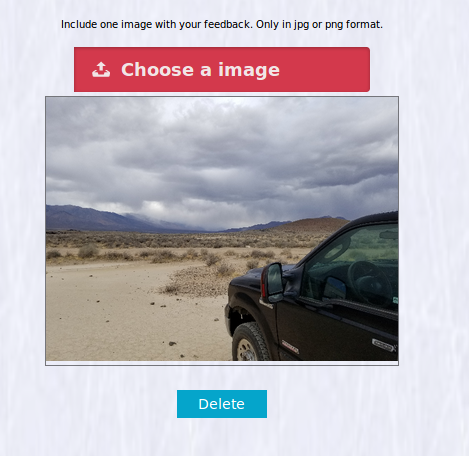 Include one image with your feedback. Only in jpg or png format.
Choose a image
Delete